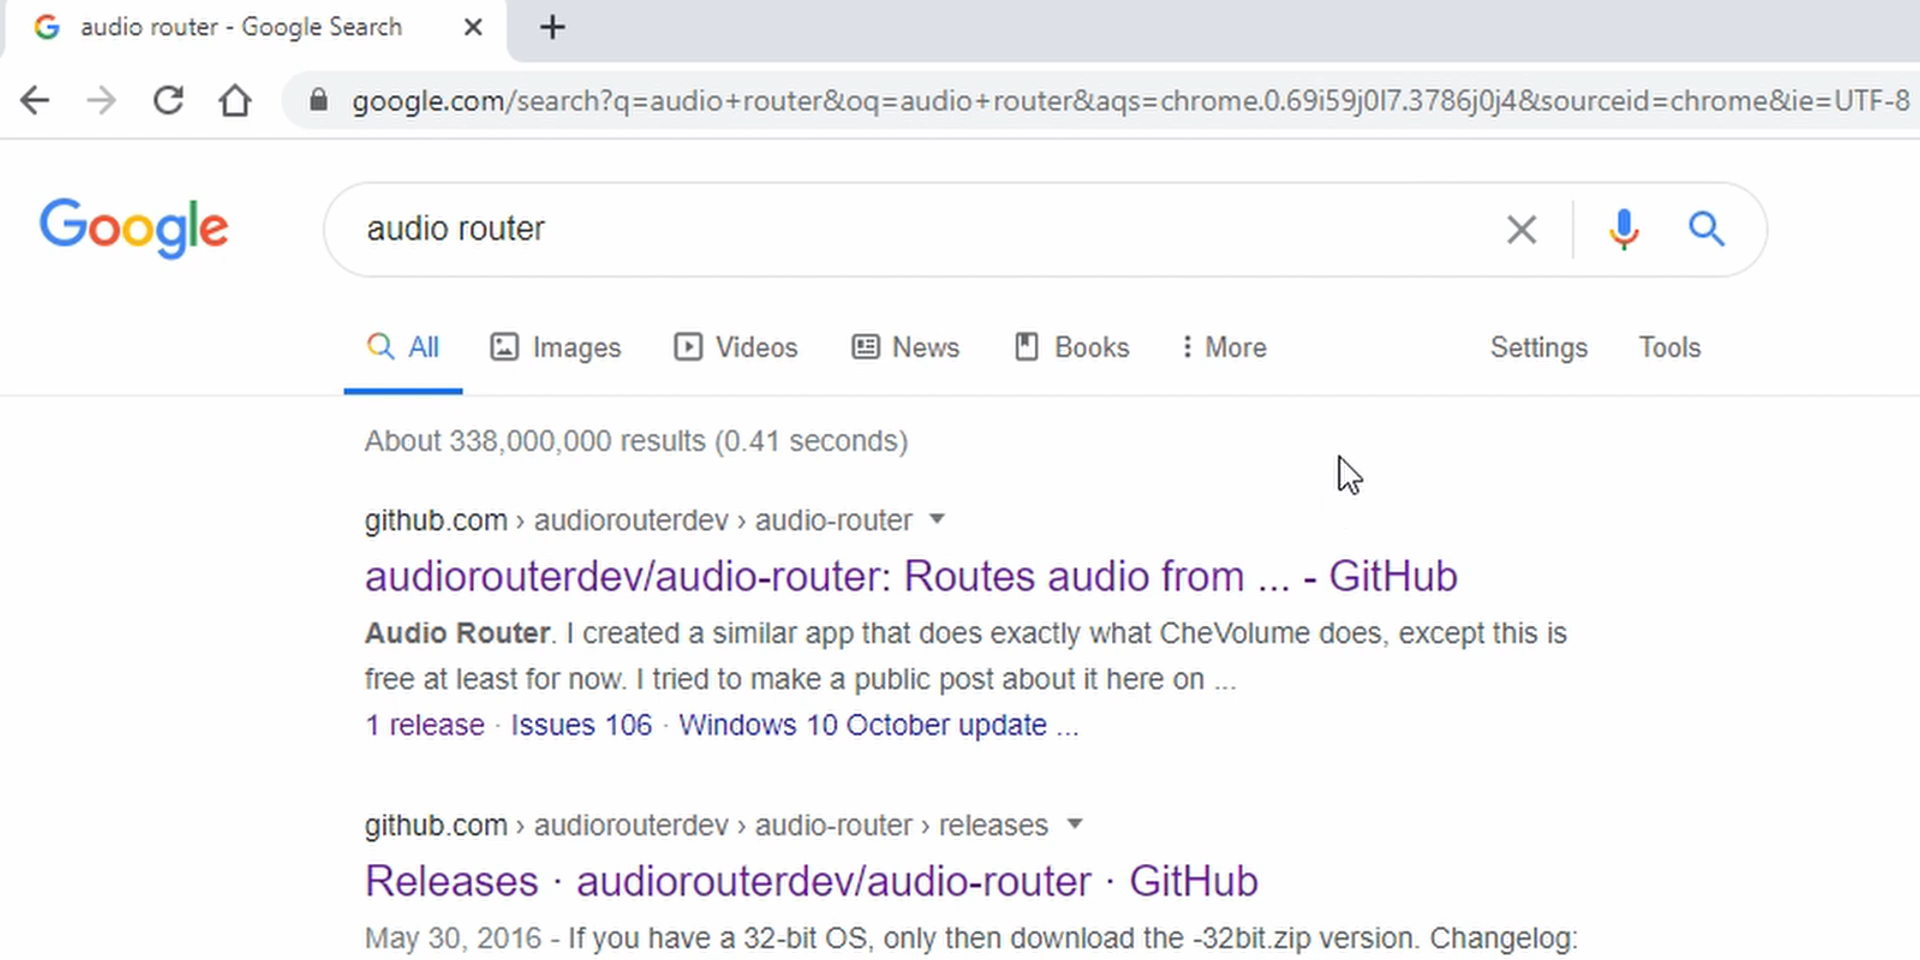 audio router - Google Search
google.com/search?q=audio+router&oq=audio+router&aqs=chrome.0.69i59j0l7.3786j0j4&sourceid=chrome&ie=UTF-8
Google
audio router
All Images Videos News Books More Settings Tools
About 338,000,000 results (0.41 seconds)
github.com › audiorouterdev › audio-router
audiorouterdev/audio-router: Routes audio from ... - GitHub
Audio Router. I created a similar app that does exactly what CheVolume does, except this is
free at least for now. I tried to make a public post about it here on ...
1 release · Issues 106 · Windows 10 October update ...
github.com › audiorouterdev › audio-router › releases
Releases · audiorouterdev/audio-router · GitHub
May 30, 2016 - If you have a 32-bit OS, only then download the -32bit.zip version. Changelog: